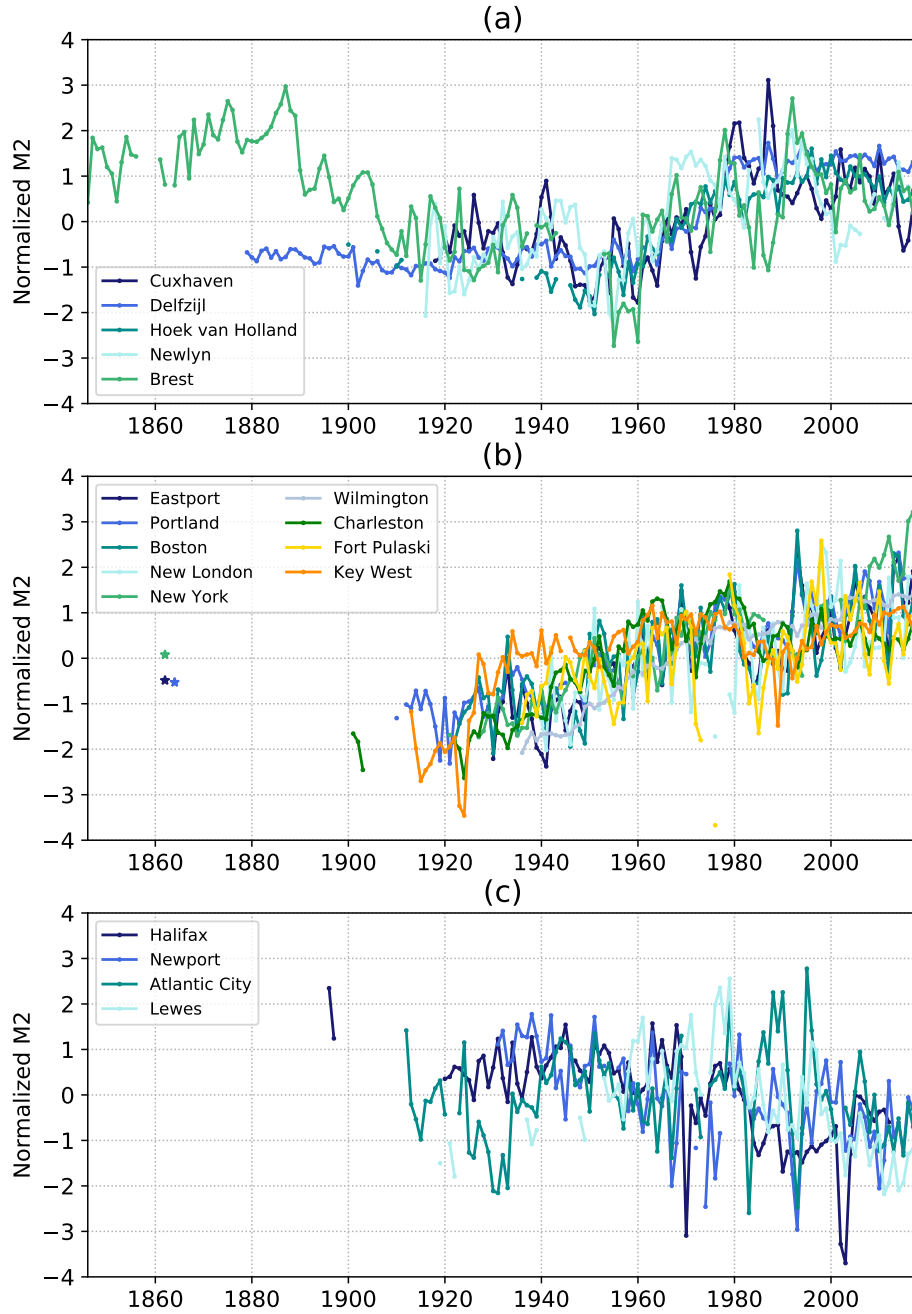 (a)
4
3
2
1
0
−1
−2
−3
−4
Normalized M2
Cuxhaven
Delfzijl
Hoek van Holland
Newlyn
Brest
1860 1880 1900 1920 1940 1960 1980 2000
(b)
4
3
2
1
0
−1
−2
−3
−4
Normalized M2
Eastport
Portland
Boston
New London
New York
Wilmington
Charleston
Fort Pulaski
Key West
1860 1880 1900 1920 1940 1960 1980 2000
(c)
4
3
2
1
0
−1
−2
−3
−4
Normalized M2
Halifax
Newport
Atlantic City
Lewes
1860 1880 1900 1920 1940 1960 1980 2000